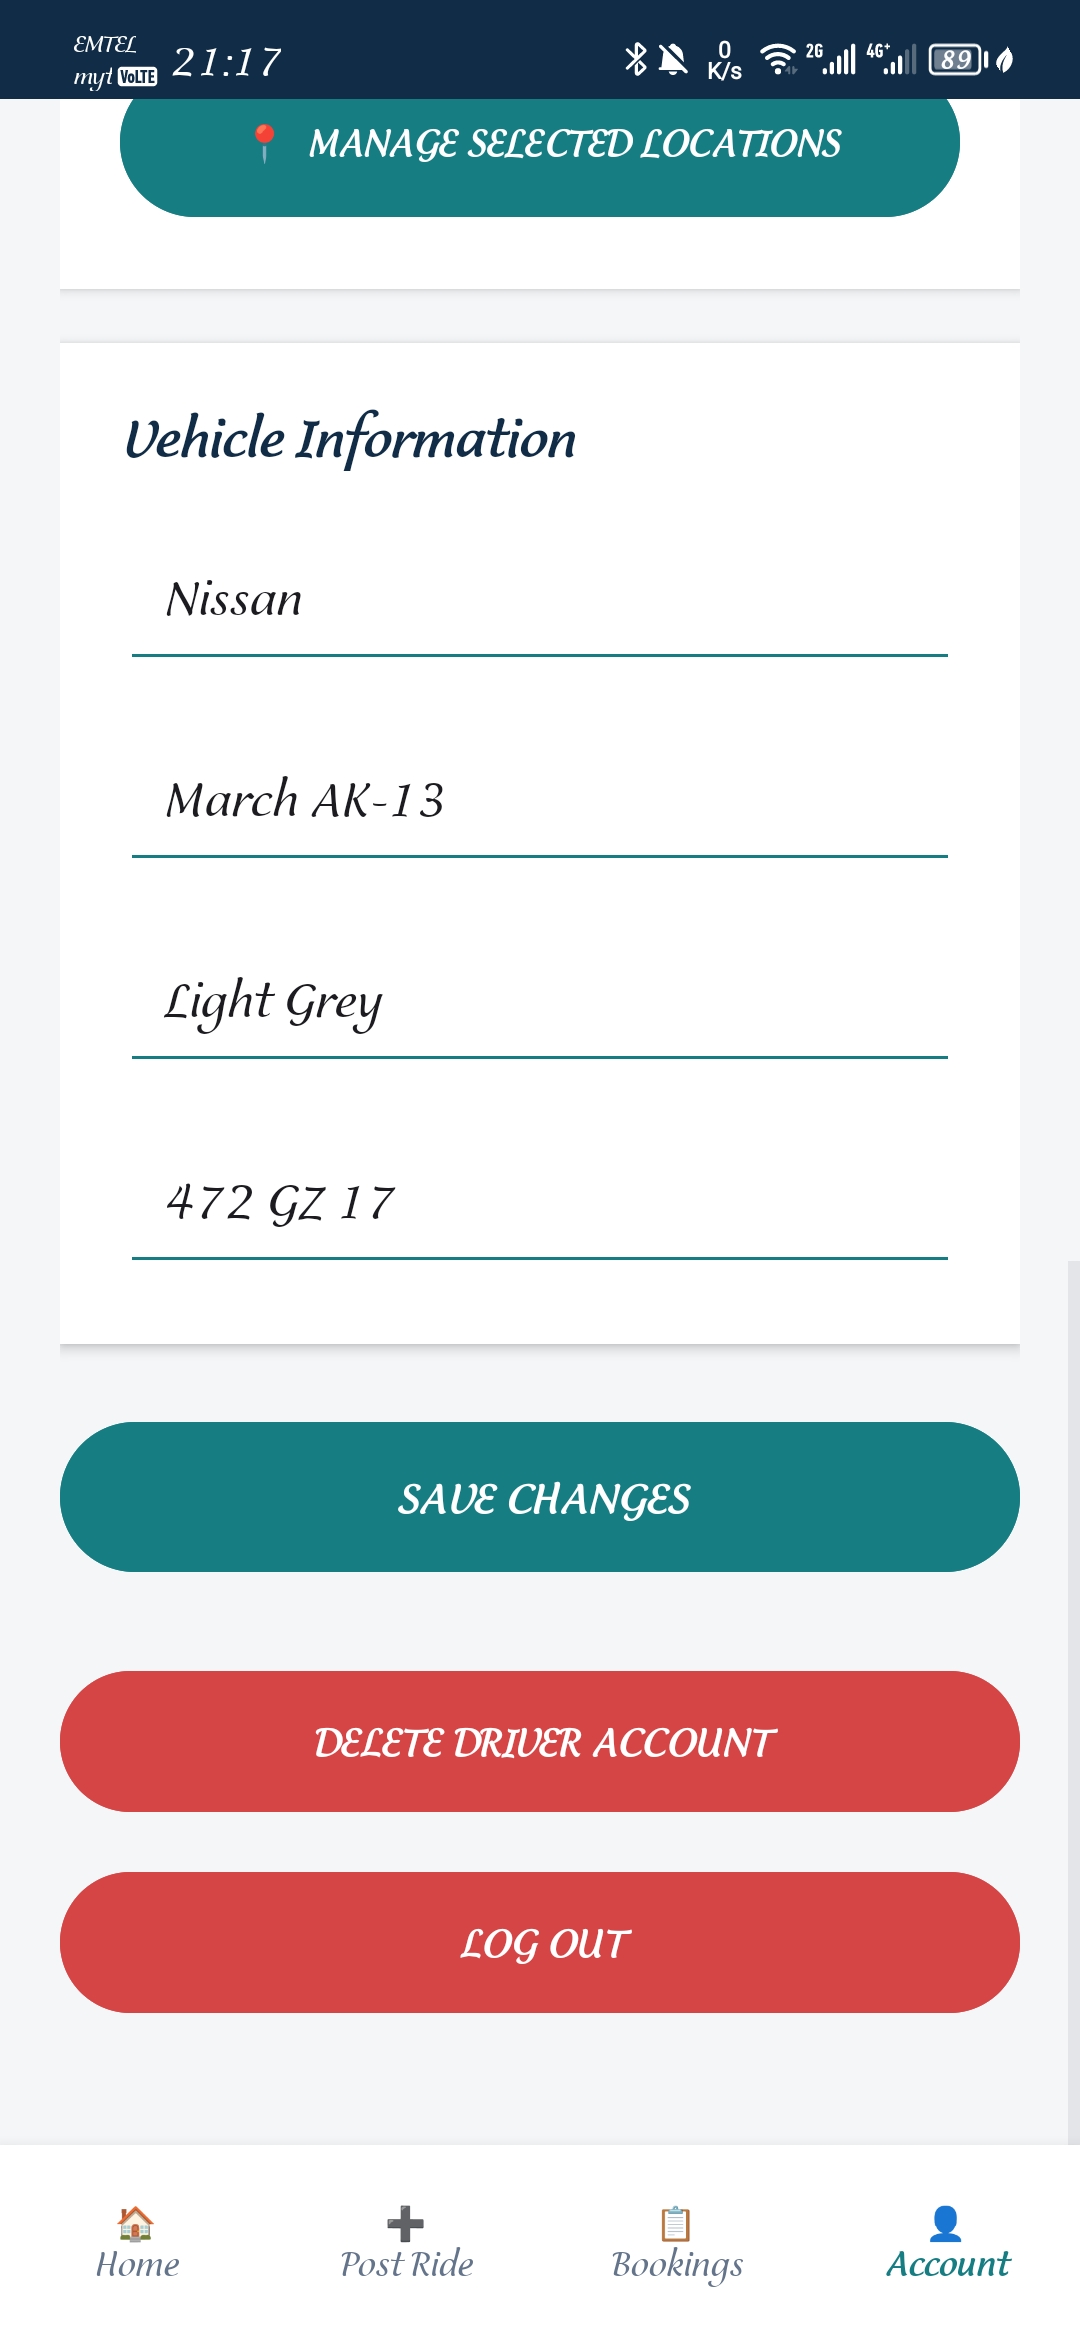 EMTEL
myt VoLTE 21:17 0 K/s 2G 4G+ 89
MANAGE SELECTED LOCATIONS
Vehicle Information
Nissan
March AK-13
Light Grey
472 GZ 17
SAVE CHANGES
DELETE DRIVER ACCOUNT
LOG OUT
Home Post Ride Bookings Account